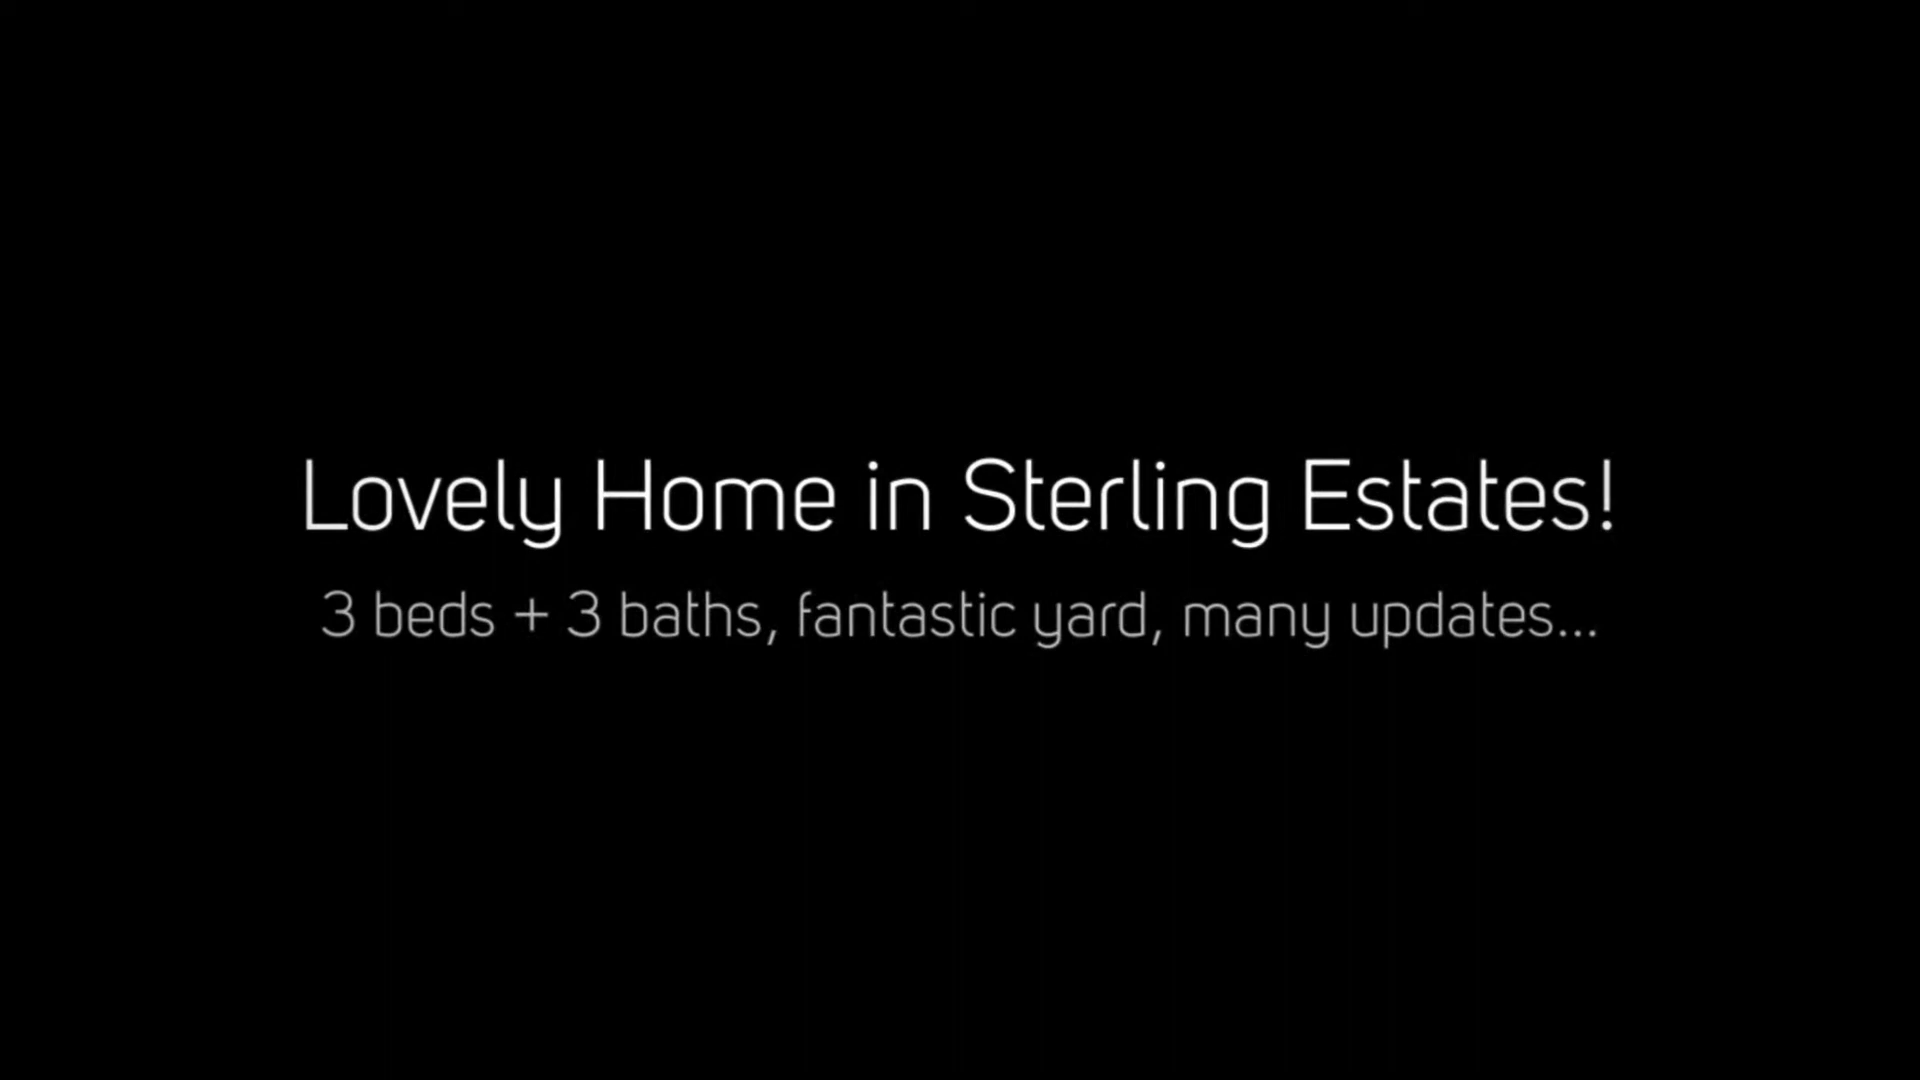 Lovely Home in Sterling Estates!
3 beds + 3 baths, fantastic yard, many updates...